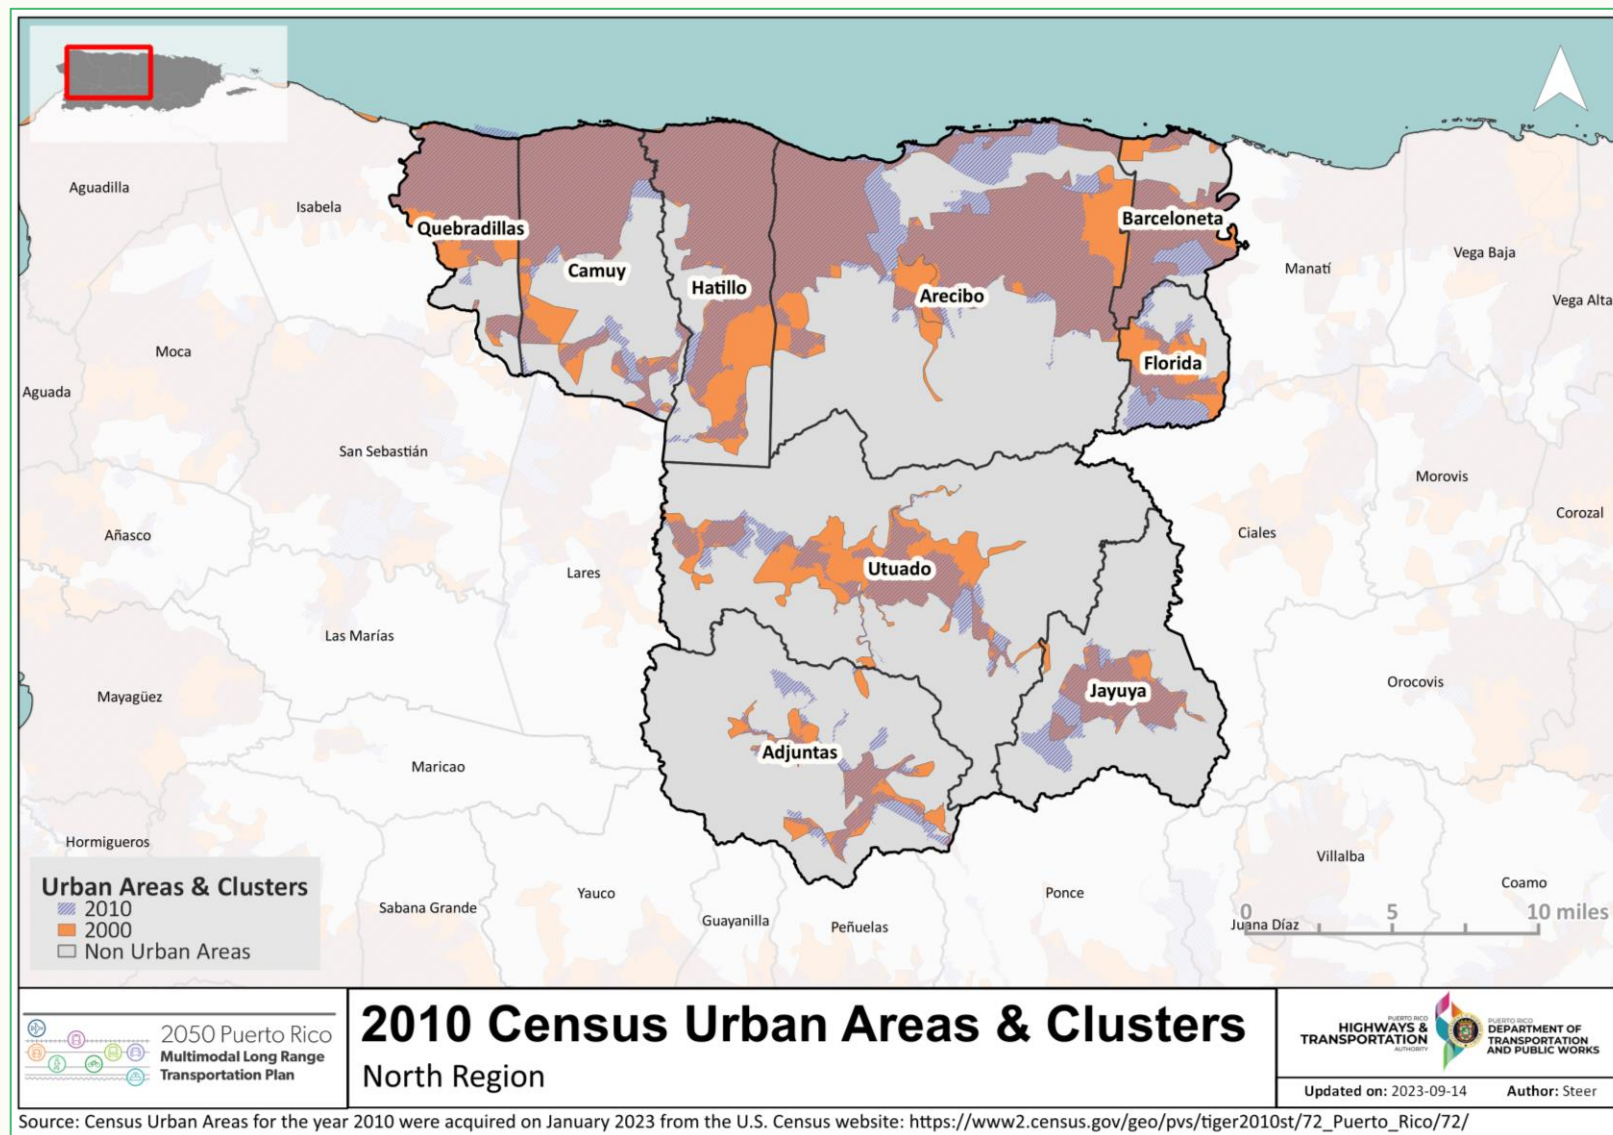 Aguadilla
Isabela
Quebradillas
Camuy
Hatillo
Arecibo
Barceloneta
Manatí
Vega Baja
Vega Alta
Moca
Aguada
Florida
San Sebastián
Morovis
Ciales
Corozal
Añasco
Lares
Utuado
Las Marías
Mayagüez
Jayuya
Orocovis
Adjuntas
Maricao
Hormigueros
Villalba
Coamo
Yauco
Sabana Grande
Guayanilla
Peñuelas
Ponce
Juana Díaz
0 5 10 miles
Urban Areas & Clusters
2010
2000
Non Urban Areas
2050 Puerto Rico
Multimodal Long Range
Transportation Plan
2010 Census Urban Areas & Clusters
North Region
PUERTO RICO
HIGHWAYS &
TRANSPORTATION
AUTHORITY
PUERTO RICO
DEPARTMENT OF
TRANSPORTATION
AND PUBLIC WORKS
Updated on: 2023-09-14 Author: Steer
Source: Census Urban Areas for the year 2010 were acquired on January 2023 from the U.S. Census website: https://www2.census.gov/geo/pvs/tiger2010st/72_Puerto_Rico/72/